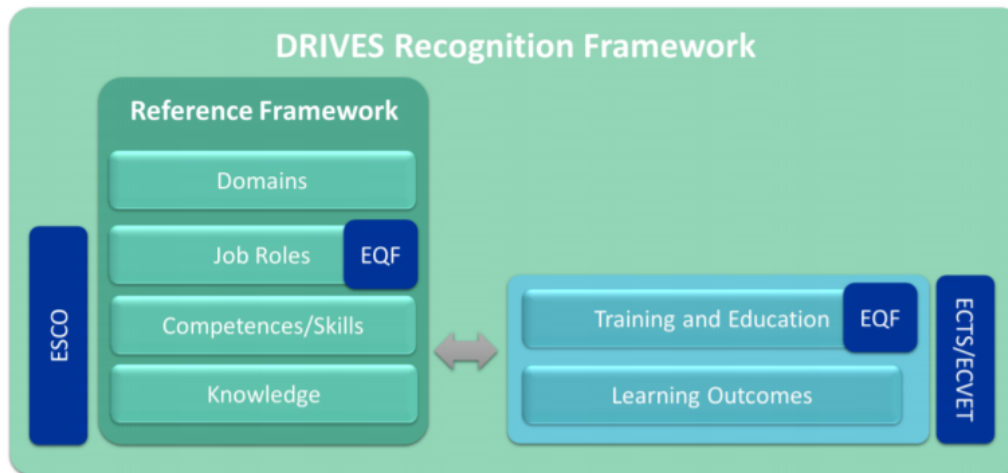 DRIVES Recognition Framework
Reference Framework
Domains
Job Roles
EQF
Competences/Skills
Knowledge
ESCO
Training and Education
EQF
Learning Outcomes
ECTS/ECVET